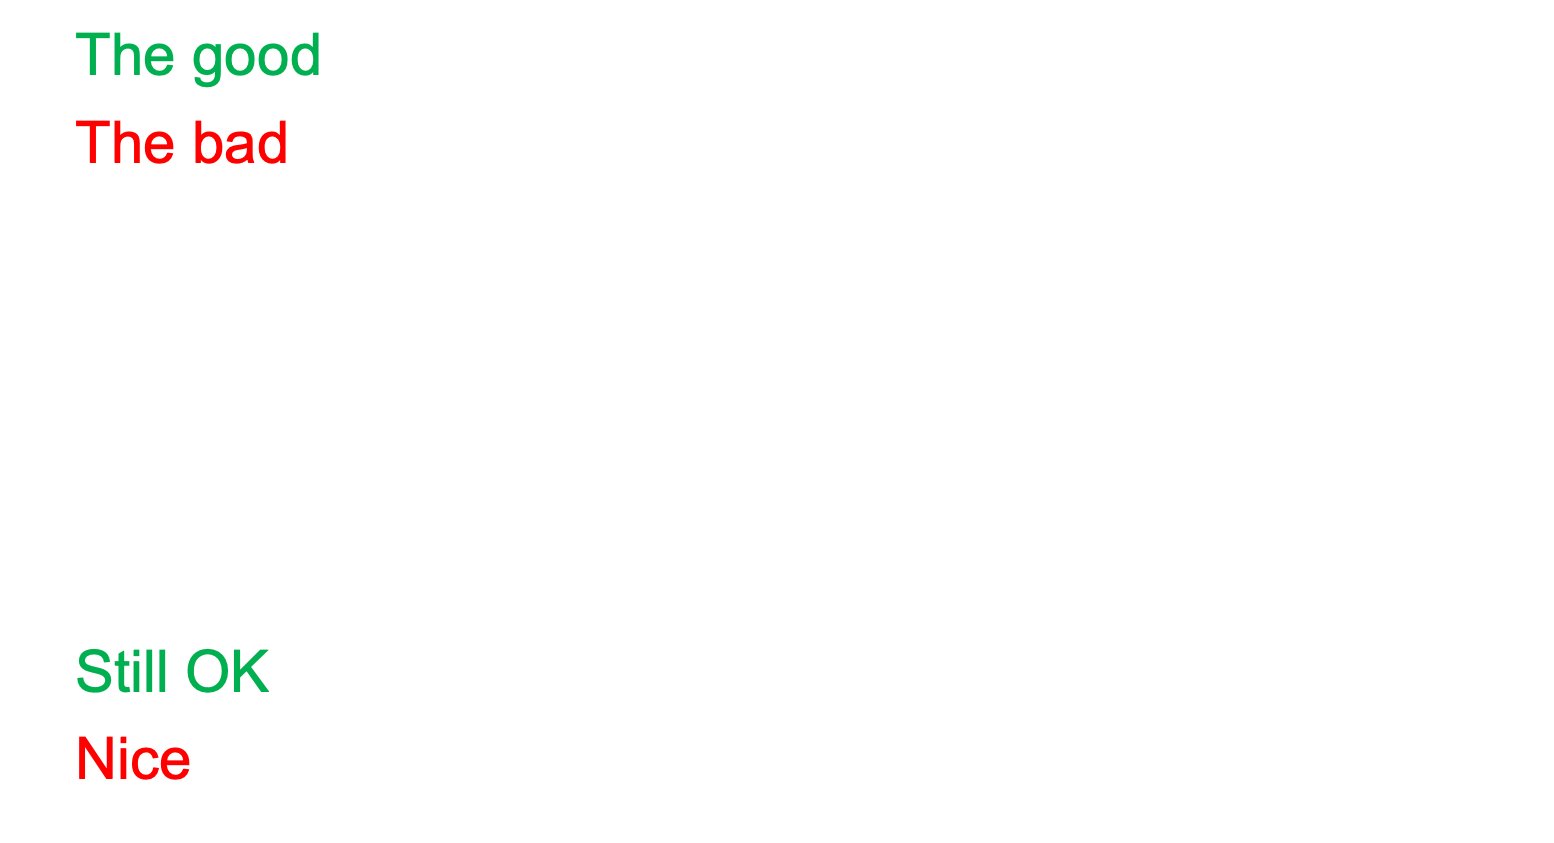 The good
The bad
Still OK
Nice